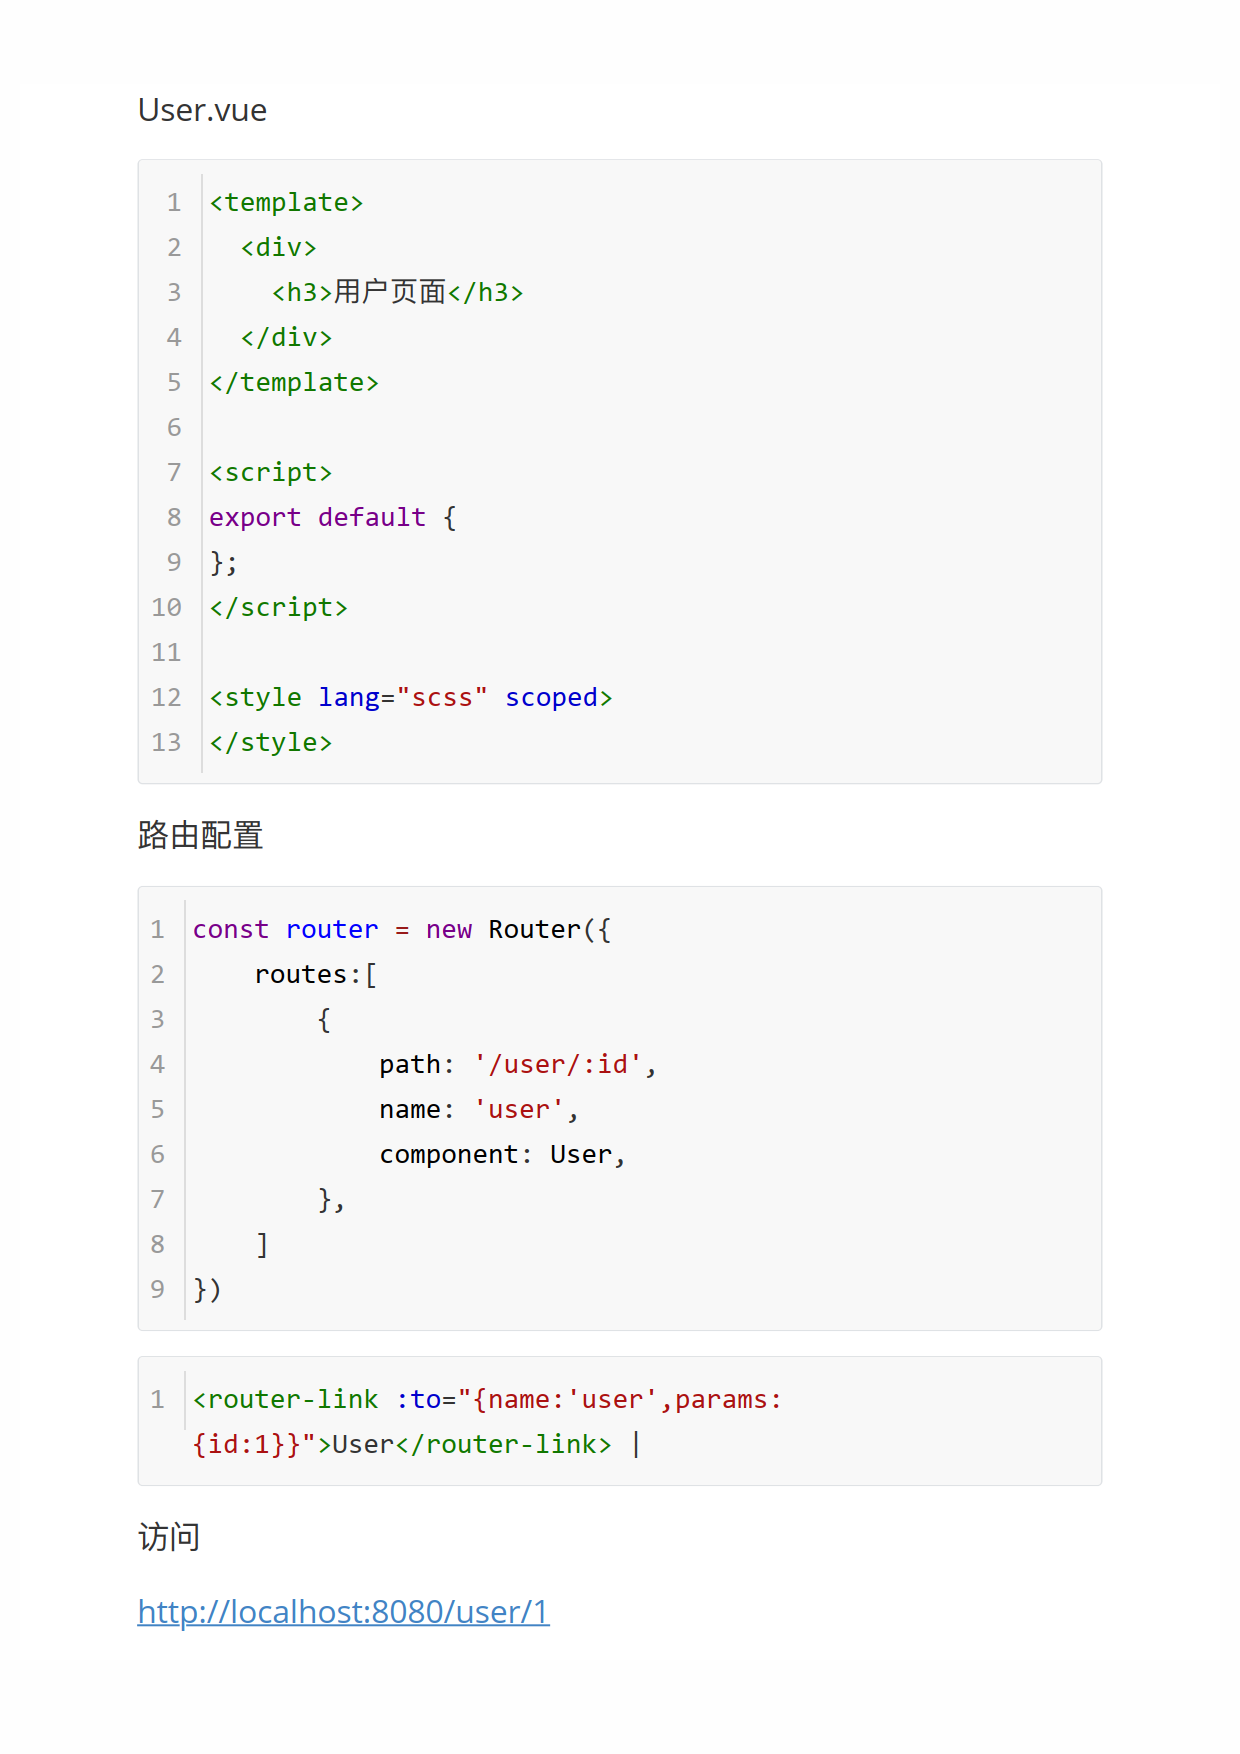 User.vue
1 <template>
2   <div>
3     <h3>用户页面</h3>
4   </div>
5 </template>
6
7 <script>
8 export default {
9 };
10 </script>
11
12 <style lang="scss" scoped>
13 </style>
路由配置
1 const router = new Router({
2     routes:[
3         {
4             path: '/user/:id',
5             name: 'user',
6             component: User,
7         },
8     ]
9 })
1 <router-link :to="{name:'user',params:
{id:1}}">User</router-link> |
访问
http://localhost:8080/user/1